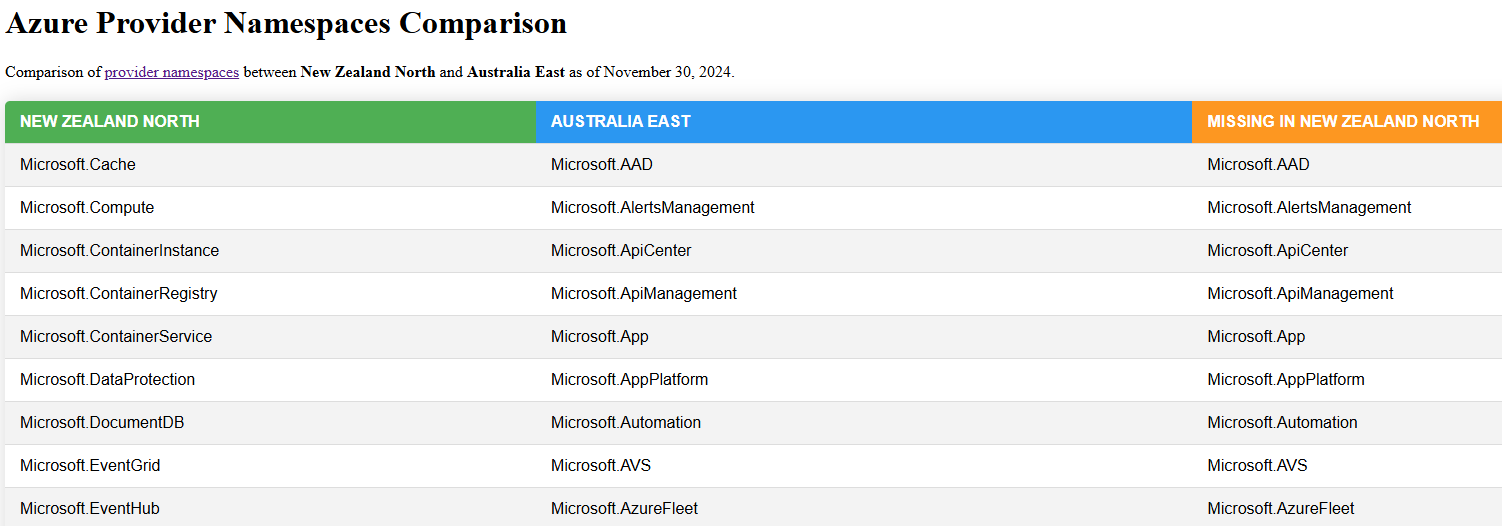 Azure Provider Namespaces Comparison
Comparison of provider namespaces between New Zealand North and Australia East as of November 30, 2024.
NEW ZEALAND NORTH AUSTRALIA EAST MISSING IN NEW ZEALAND NORTH
Microsoft.Cache Microsoft.AAD Microsoft.AAD
Microsoft.Compute Microsoft.AlertsManagement Microsoft.AlertsManagement
Microsoft.ContainerInstance Microsoft.ApiCenter Microsoft.ApiCenter
Microsoft.ContainerRegistry Microsoft.ApiManagement Microsoft.ApiManagement
Microsoft.ContainerService Microsoft.App Microsoft.App
Microsoft.DataProtection Microsoft.AppPlatform Microsoft.AppPlatform
Microsoft.DocumentDB Microsoft.Automation Microsoft.Automation
Microsoft.EventGrid Microsoft.AVS Microsoft.AVS
Microsoft.EventHub Microsoft.AzureFleet Microsoft.AzureFleet